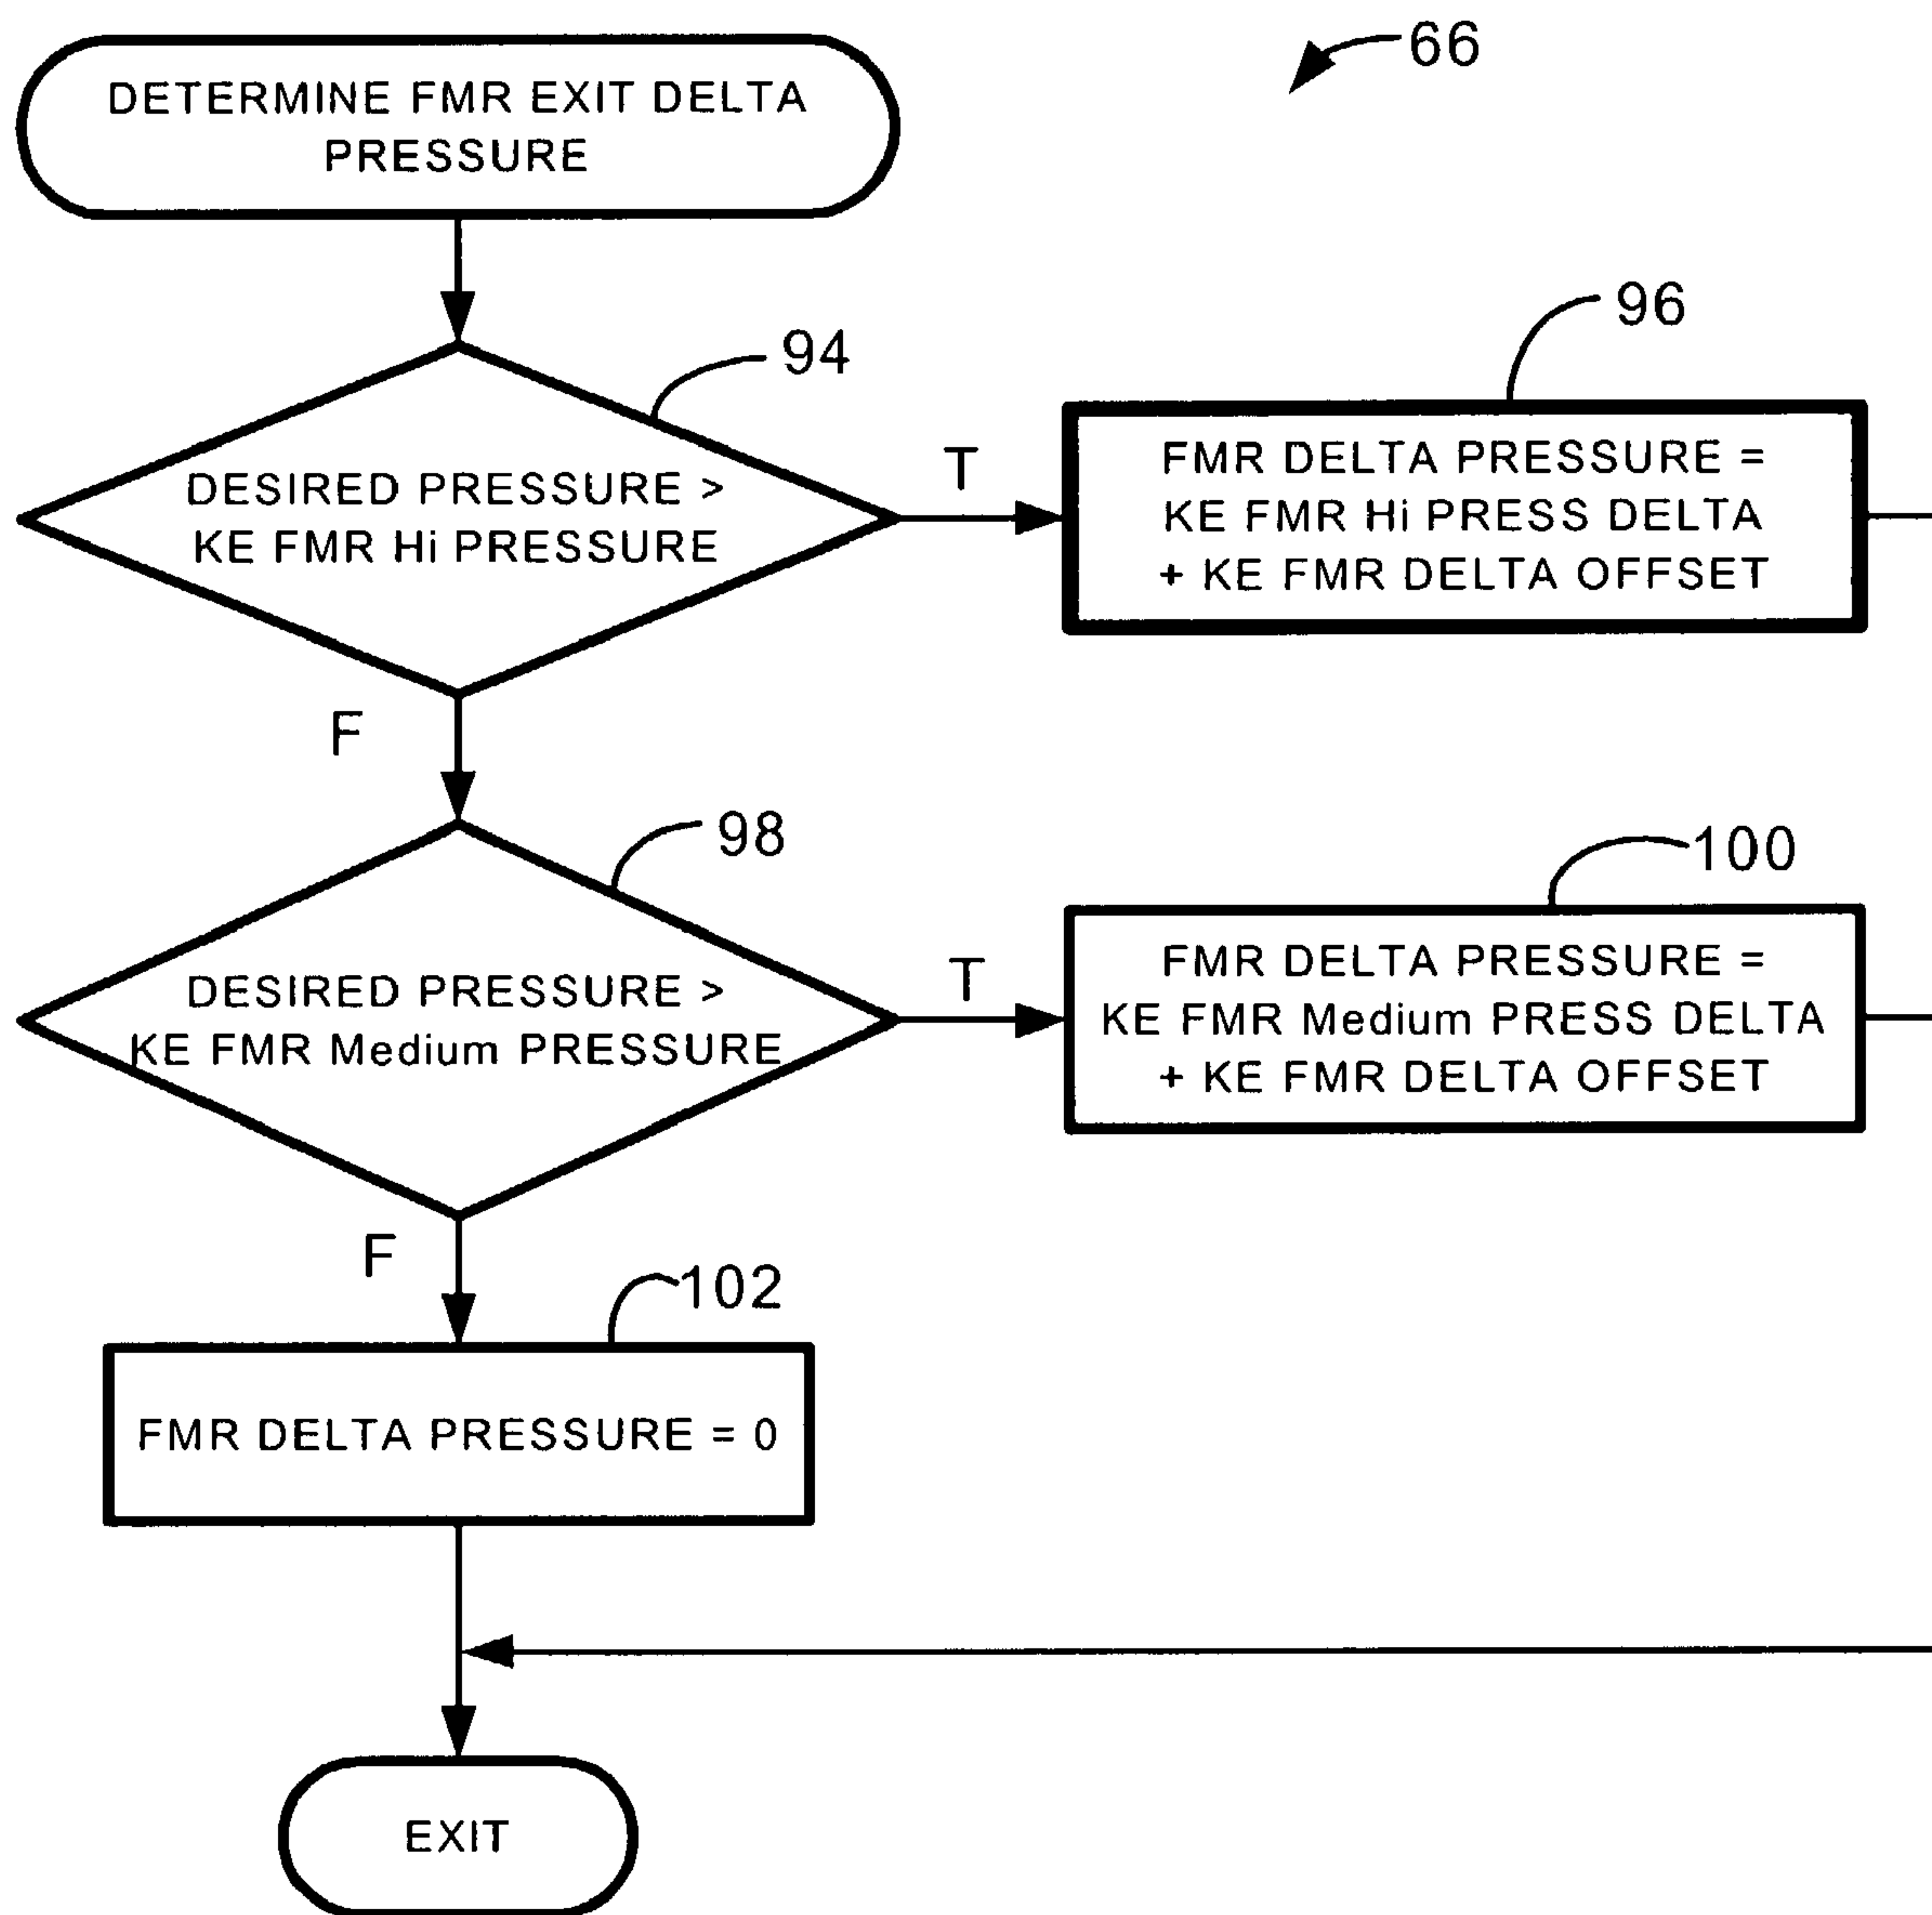 66
DETERMINE FMR EXIT DELTA
PRESSURE
94
DESIRED PRESSURE >
KE FMR Hi PRESSURE
T
96
FMR DELTA PRESSURE =
KE FMR Hi PRESS DELTA
+ KE FMR DELTA OFFSET
F
98
DESIRED PRESSURE >
KE FMR Medium PRESSURE
T
100
FMR DELTA PRESSURE =
KE FMR Medium PRESS DELTA
+ KE FMR DELTA OFFSET
F
102
FMR DELTA PRESSURE = 0
EXIT